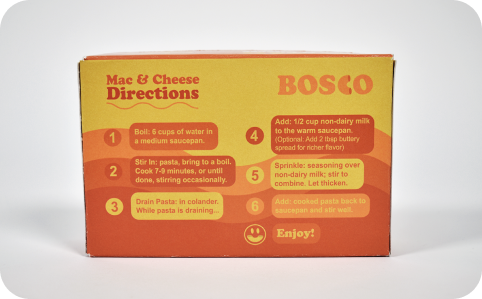 Mac & Cheese
Directions
BOSCO
1
Boil: 6 cups of water in
a medium saucepan.
2
Stir In: pasta, bring to a boil.
Cook 7-9 minutes, or until
done, stirring occasionally.
3
Drain Pasta: in colander.
While pasta is draining...
4
Add: 1/2 cup non-dairy milk
to the warm saucepan.
(Optional: Add 2 tbsp buttery
spread for richer flavor)
5
Sprinkle: seasoning over
non-dairy milk; stir to
combine. Let thicken.
6
Add: cooked pasta back to
saucepan and stir well.
Enjoy!